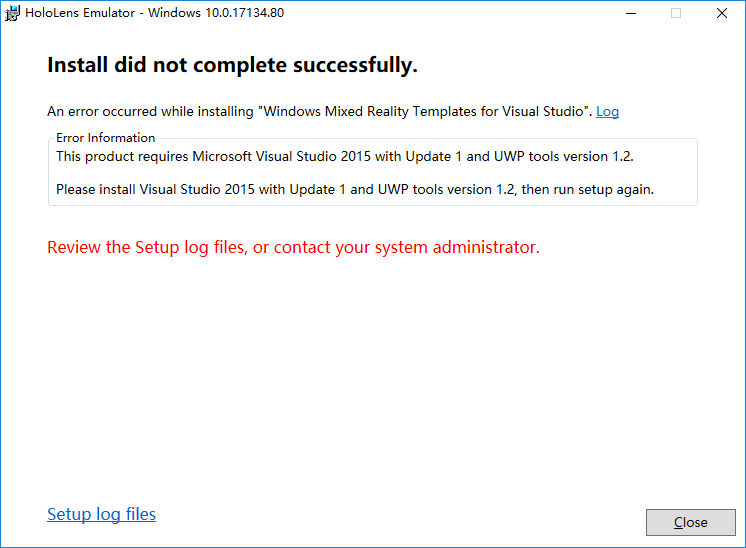 HoloLens Emulator - Windows 10.0.17134.80
Install did not complete successfully.
An error occurred while installing "Windows Mixed Reality Templates for Visual Studio". Log
Error Information
This product requires Microsoft Visual Studio 2015 with Update 1 and UWP tools version 1.2.
Please install Visual Studio 2015 with Update 1 and UWP tools version 1.2, then run setup again.
Review the Setup log files, or contact your system administrator.
Setup log files
Close